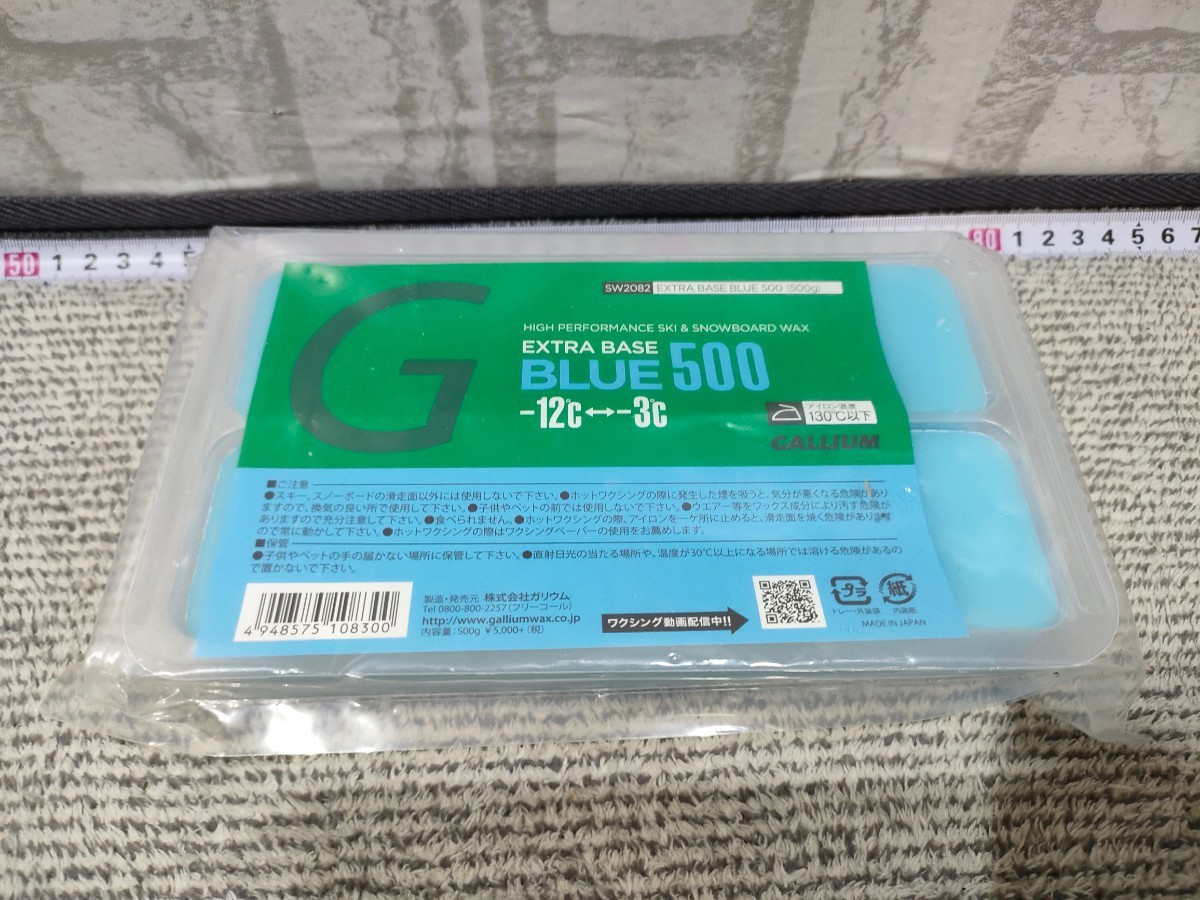 50 1 2 3 4 5
80 1 2 3 4 5 6 7
G
SW2082 EXTRA BASE BLUE 500 (500g)
HIGH PERFORMANCE SKI & SNOWBOARD WAX
EXTRA BASE
BLUE 500
-12℃↔-3℃
アイロン温度
130℃以下
GALLIUM
■ご注意
●スキー、スノーボードの滑走面以外には使用しないで下さい。●ホットワクシングの際に発生した煙を吸うと、気分が悪くなる危険があり
ますので、換気の良い所で使用して下さい。●子供やペットの前では使用しないで下さい。●ウエアー等をワックス成分により汚す危険が
ありますので充分注意して下さい。●食べられません。●ホットワクシングの際、アイロンを一ケ所に止めると、滑走面を焼く危険があります
ので常に動かして下さい。●ホットワクシングの際はワクシングペーパーの使用をお薦めします。
■保管
●子供やペットの手の届かない場所に保管して下さい。●直射日光の当たる場所や、温度が30℃以上になる場所では溶ける危険があるの
で置かないで下さい。
4 948575 108300
製造・発売元 株式会社ガリウム
Tel 0800-800-2257(フリーコール)
http://www.galliumwax.co.jp
内容量:500g ¥5,000+(税)
ワクシング動画配信中!!
プラ
トレー・外装袋
紙
内装紙
MADE IN JAPAN